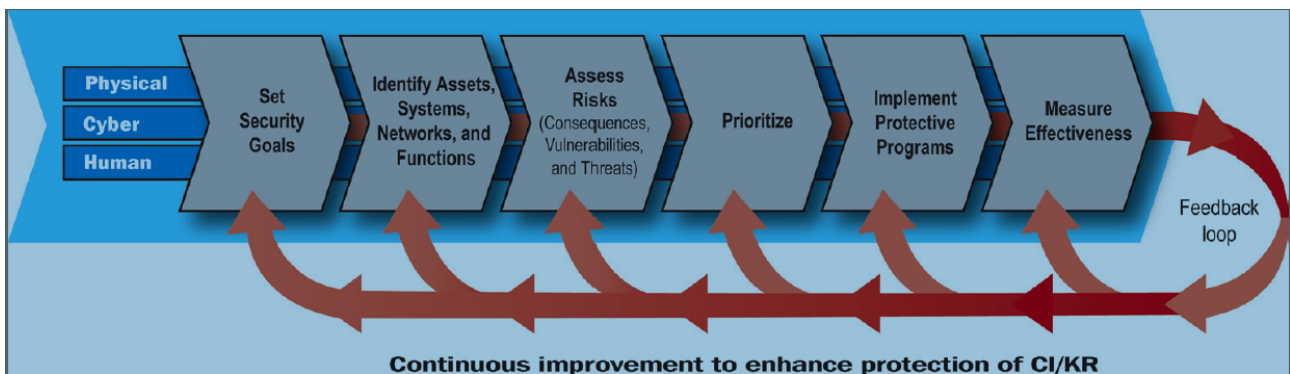 Physical
Cyber
Human
Set
Security
Goals
Identify Assets,
Systems,
Networks, and
Functions
Assess
Risks
(Consequences,
Vulnerabilities,
and Threats)
Prioritize
Implement
Protective
Programs
Measure
Effectiveness
Feedback
loop
Continuous improvement to enhance protection of CI/KR